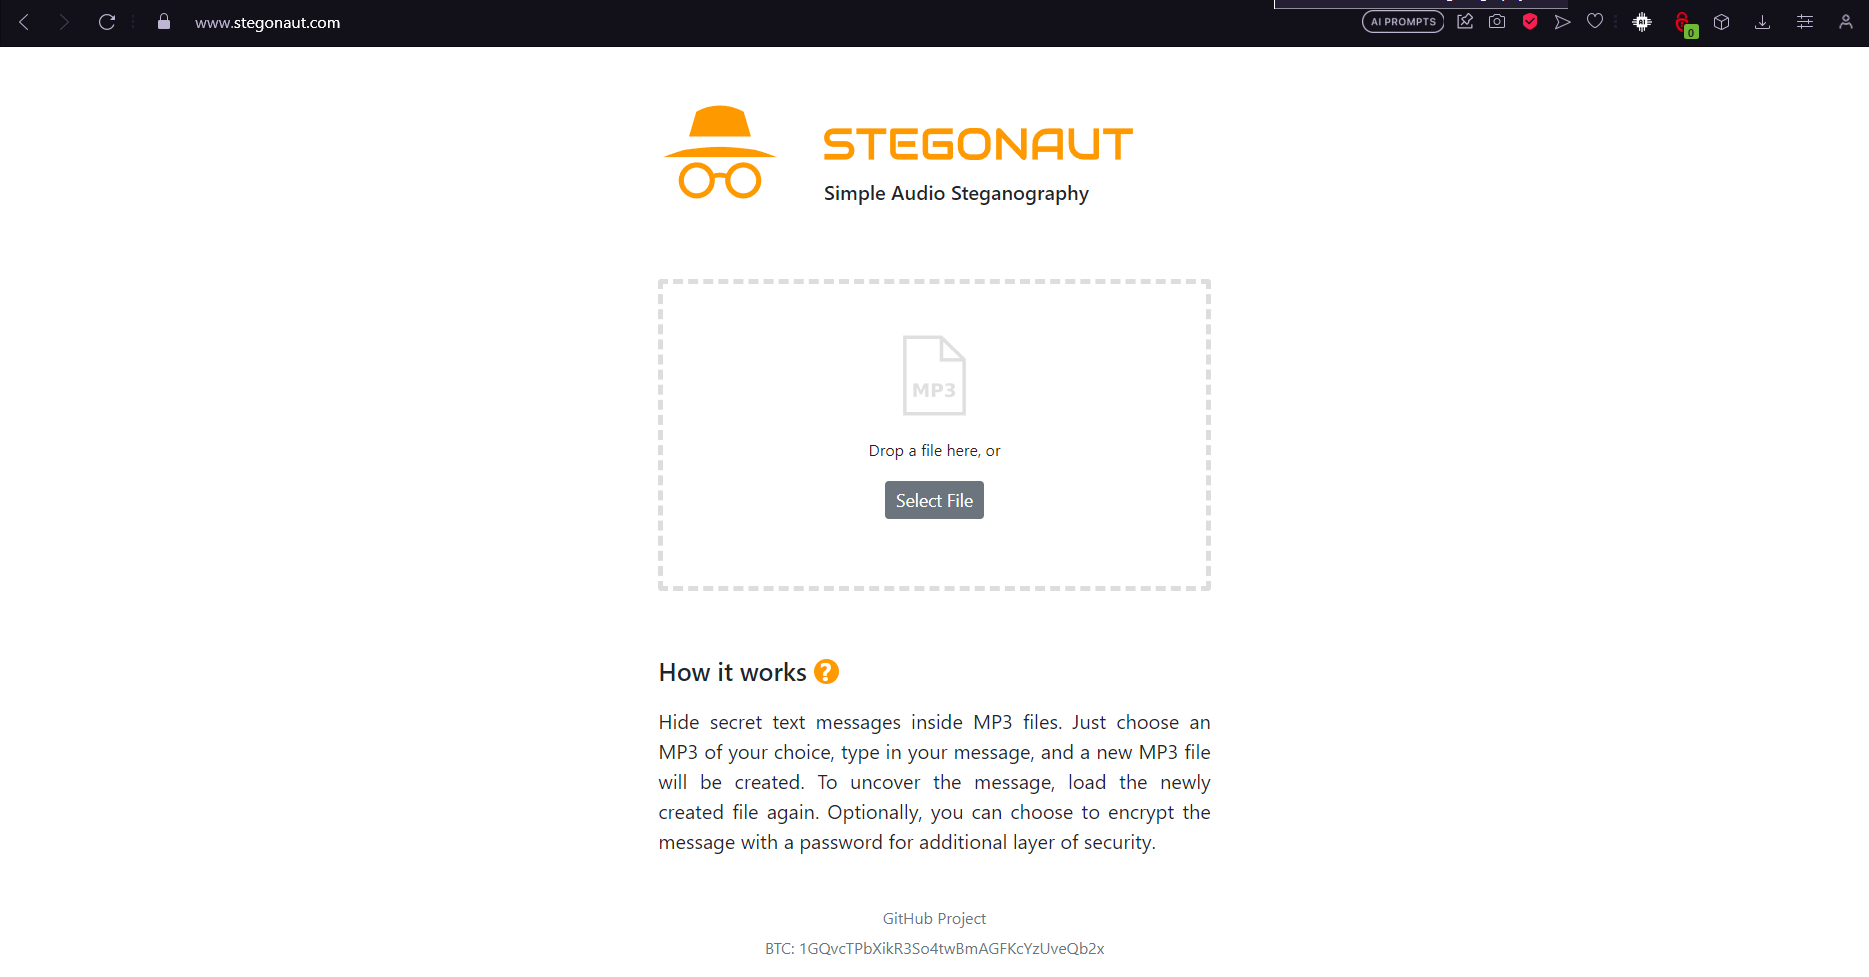 www.stegonaut.com
AI PROMPTS
0
STEGONAUT
Simple Audio Steganography
MP3
Drop a file here, or
Select File
How it works ?
Hide secret text messages inside MP3 files. Just choose an
MP3 of your choice, type in your message, and a new MP3 file
will be created. To uncover the message, load the newly
created file again. Optionally, you can choose to encrypt the
message with a password for additional layer of security.
GitHub Project
BTC: 1GQvcTPbXikR3So4twBmAGFKcYzUveQb2x